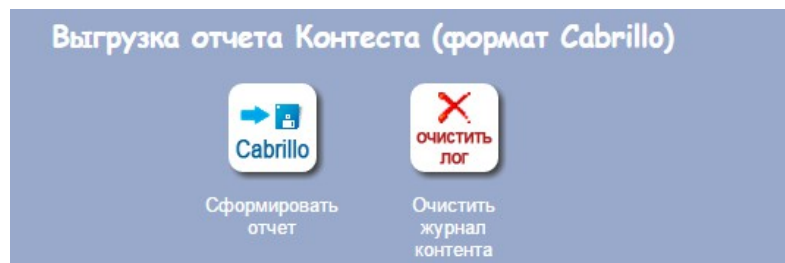 Выгрузка отчета Контеста (формат Cabrillo)
Cabrillo
очистить
лог
Сформировать
отчет
Очистить
журнал
контента